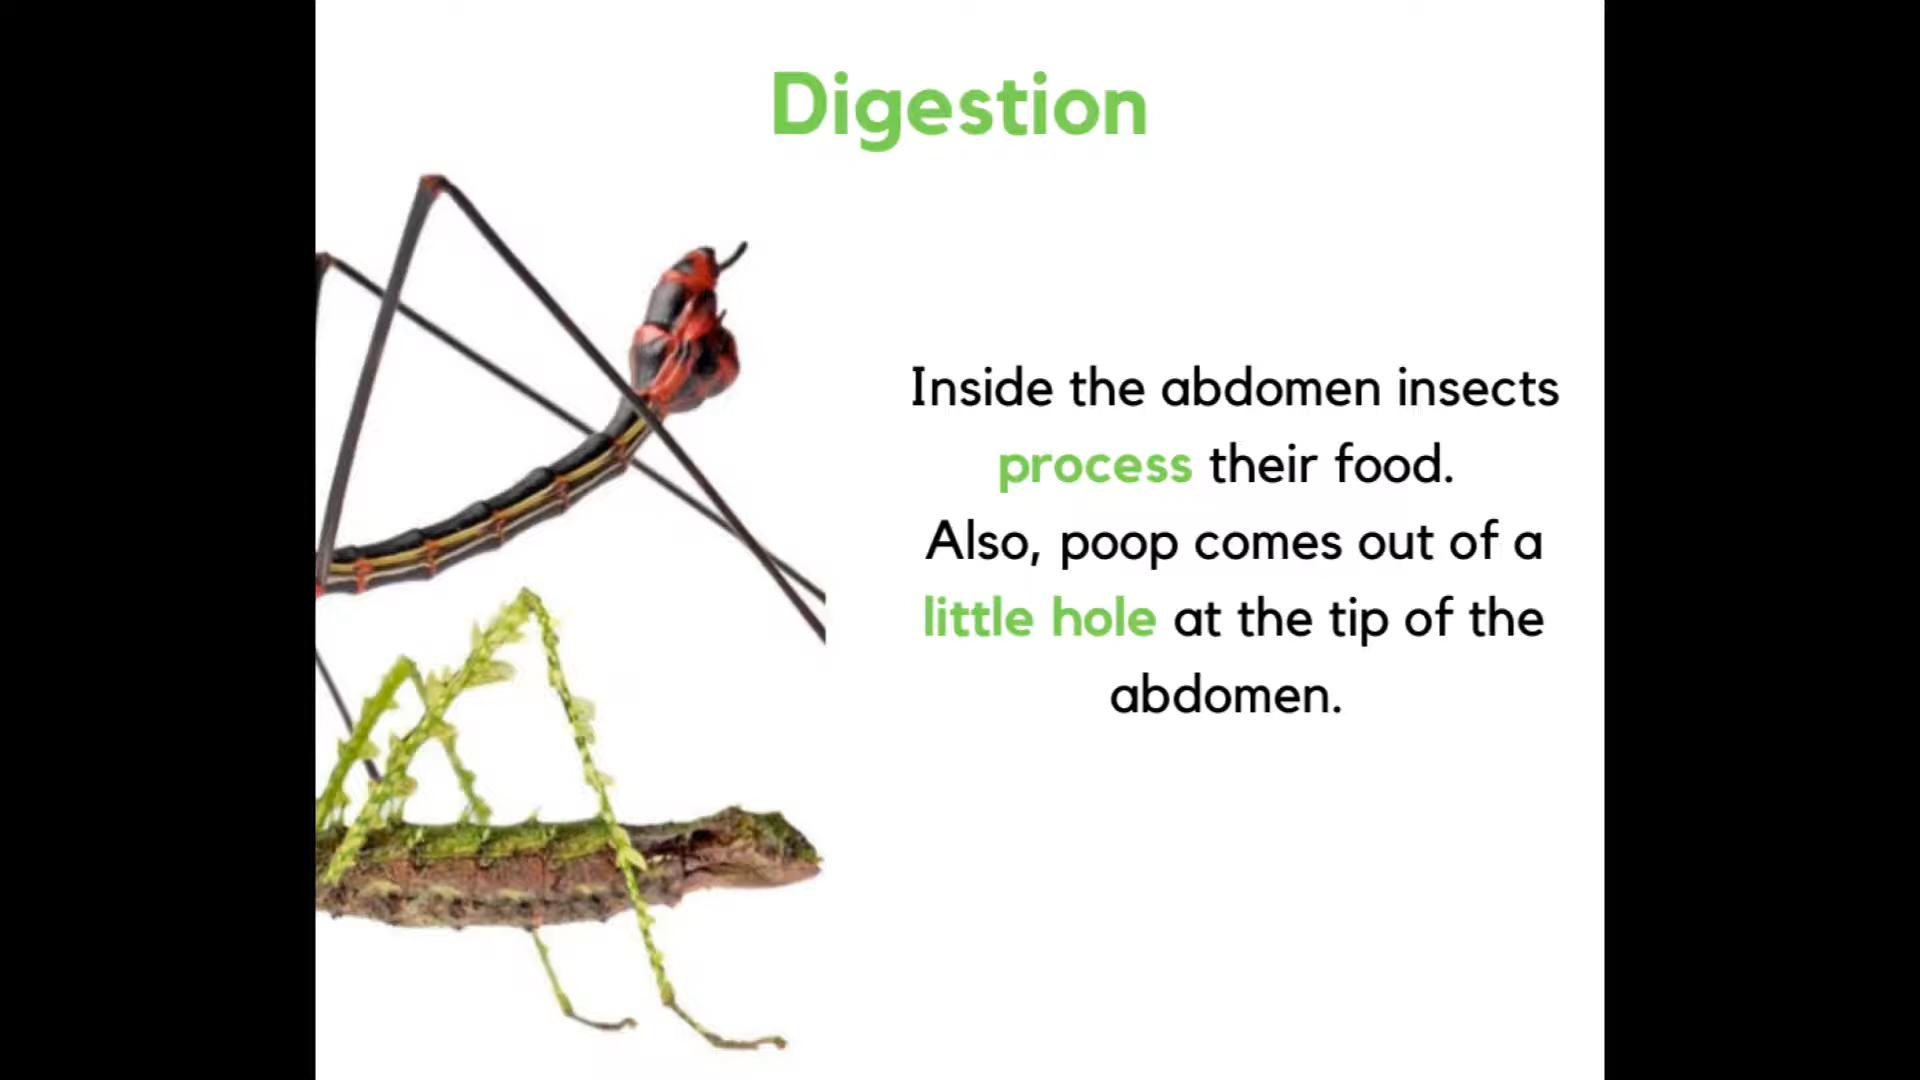 Digestion
Inside the abdomen insects
process their food.
Also, poop comes out of a
little hole at the tip of the
abdomen.